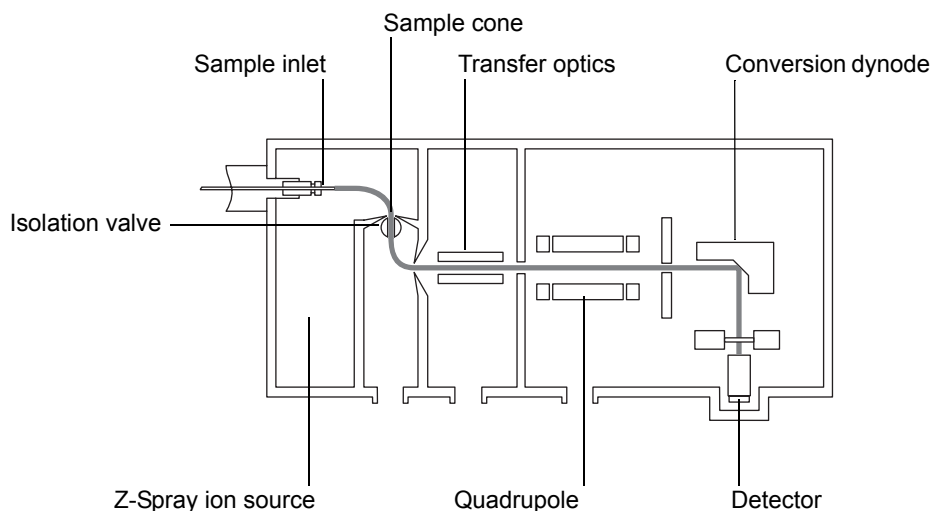 Sample cone
Sample inlet
Transfer optics
Conversion dynode
Isolation valve
Z-Spray ion source
Quadrupole
Detector